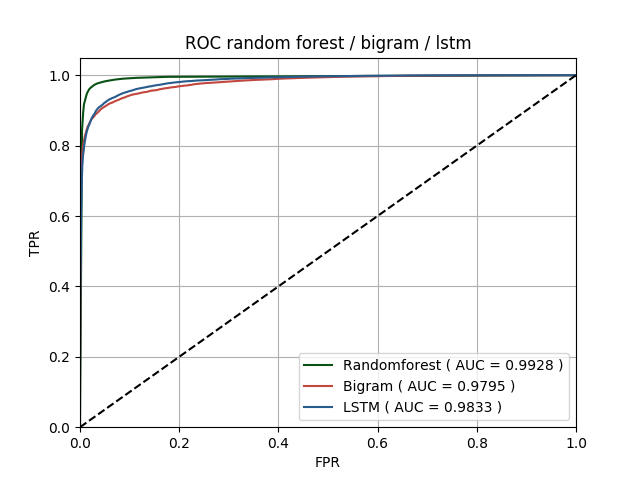 ROC random forest / bigram / lstm
1.0
0.8
0.6
0.4
0.2
0.0
TPR
Randomforest ( AUC = 0.9928 )
Bigram ( AUC = 0.9795 )
LSTM ( AUC = 0.9833 )
0.0 0.2 0.4 0.6 0.8 1.0
FPR